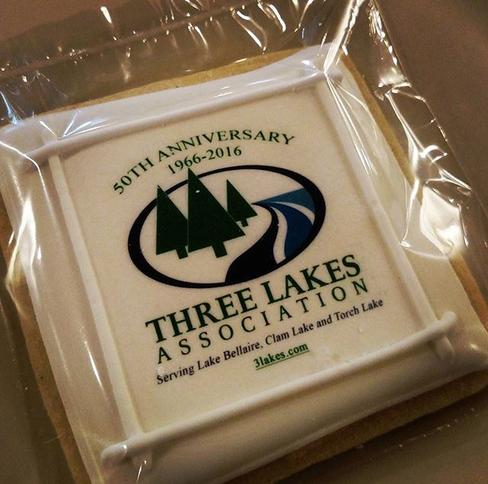 50TH ANNIVERSARY
1966-2016
THREE LAKES
ASSOCIATION
Serving Lake Bellaire, Clam Lake and Torch Lake
3lakes.com